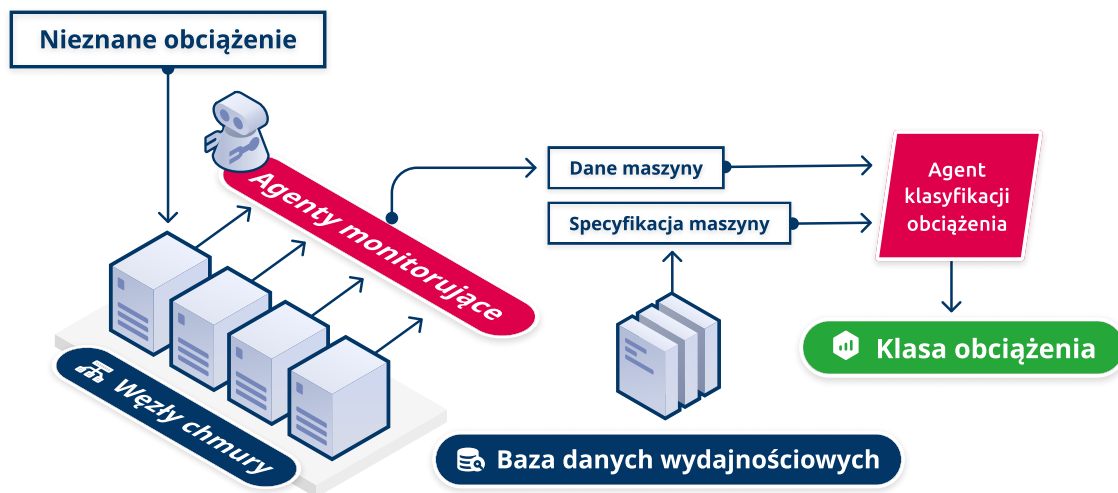 Nieznane obciążenie
Agenty monitorujące
Dane maszyny
Specyfikacja maszyny
Agent
klasyfikacji
obciążenia
Klasa obciążenia
Węzły chmury
Baza danych wydajnościowych